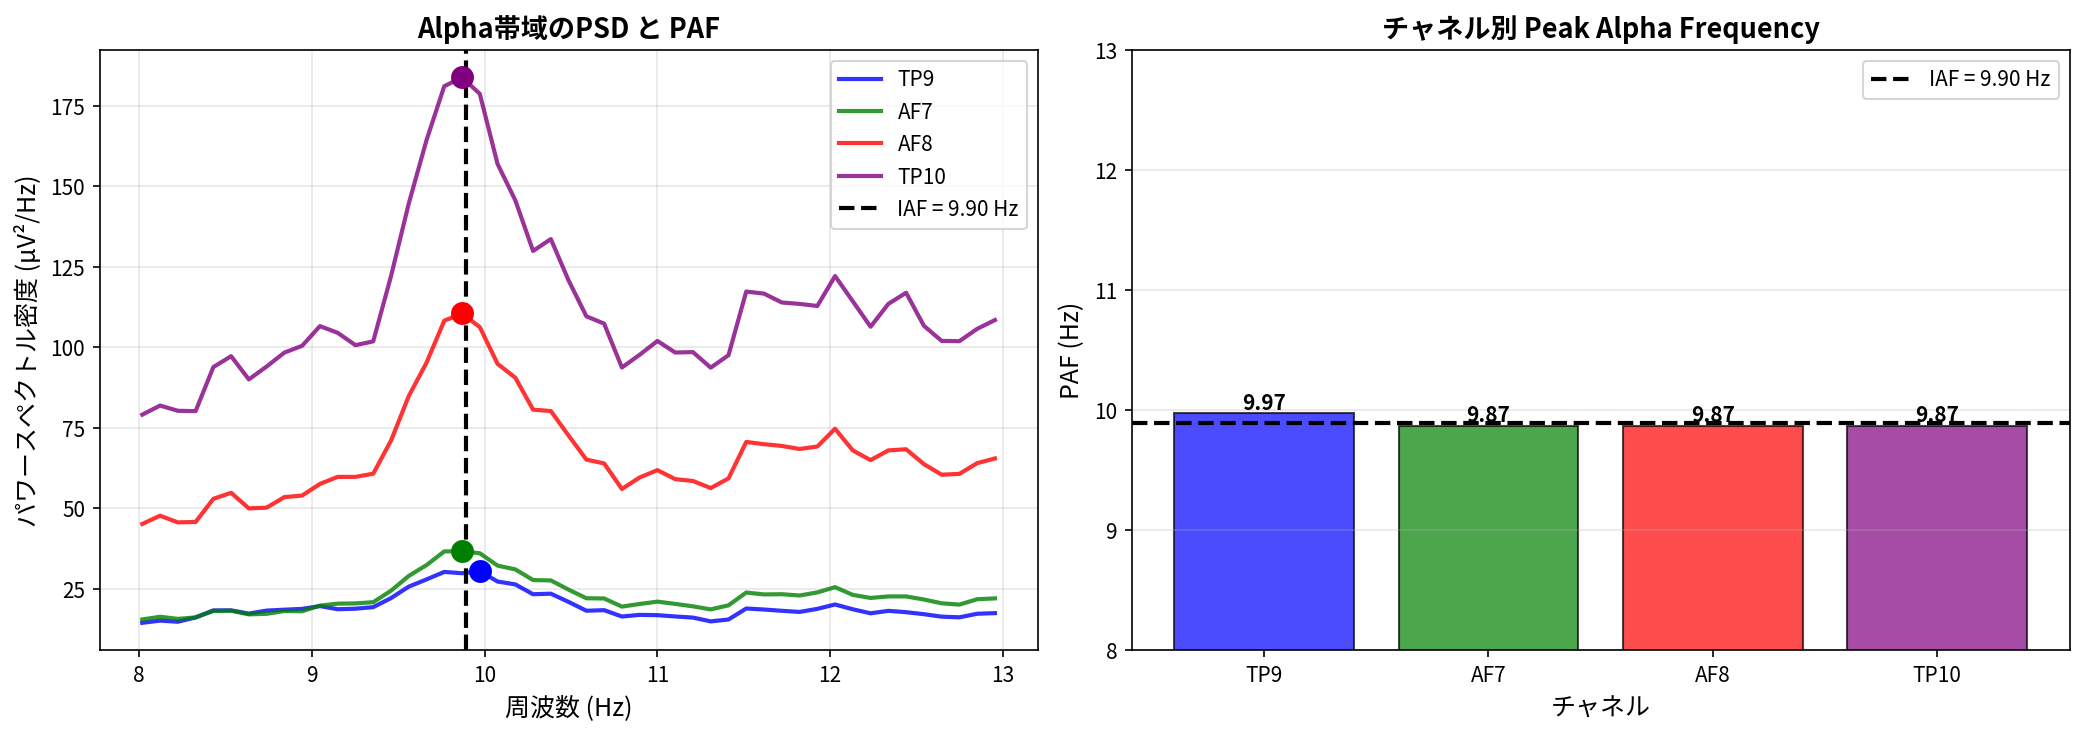 Alpha帯域のPSD と PAF
パワースペクトル密度 (μV²/Hz)
175
150
125
100
75
50
25
8 9 10 11 12 13
周波数 (Hz)
TP9
AF7
AF8
TP10
IAF = 9.90 Hz
チャネル別 Peak Alpha Frequency
PAF (Hz)
13
12
11
10
9
8
IAF = 9.90 Hz
9.97 9.87 9.87 9.87
TP9 AF7 AF8 TP10
チャネル